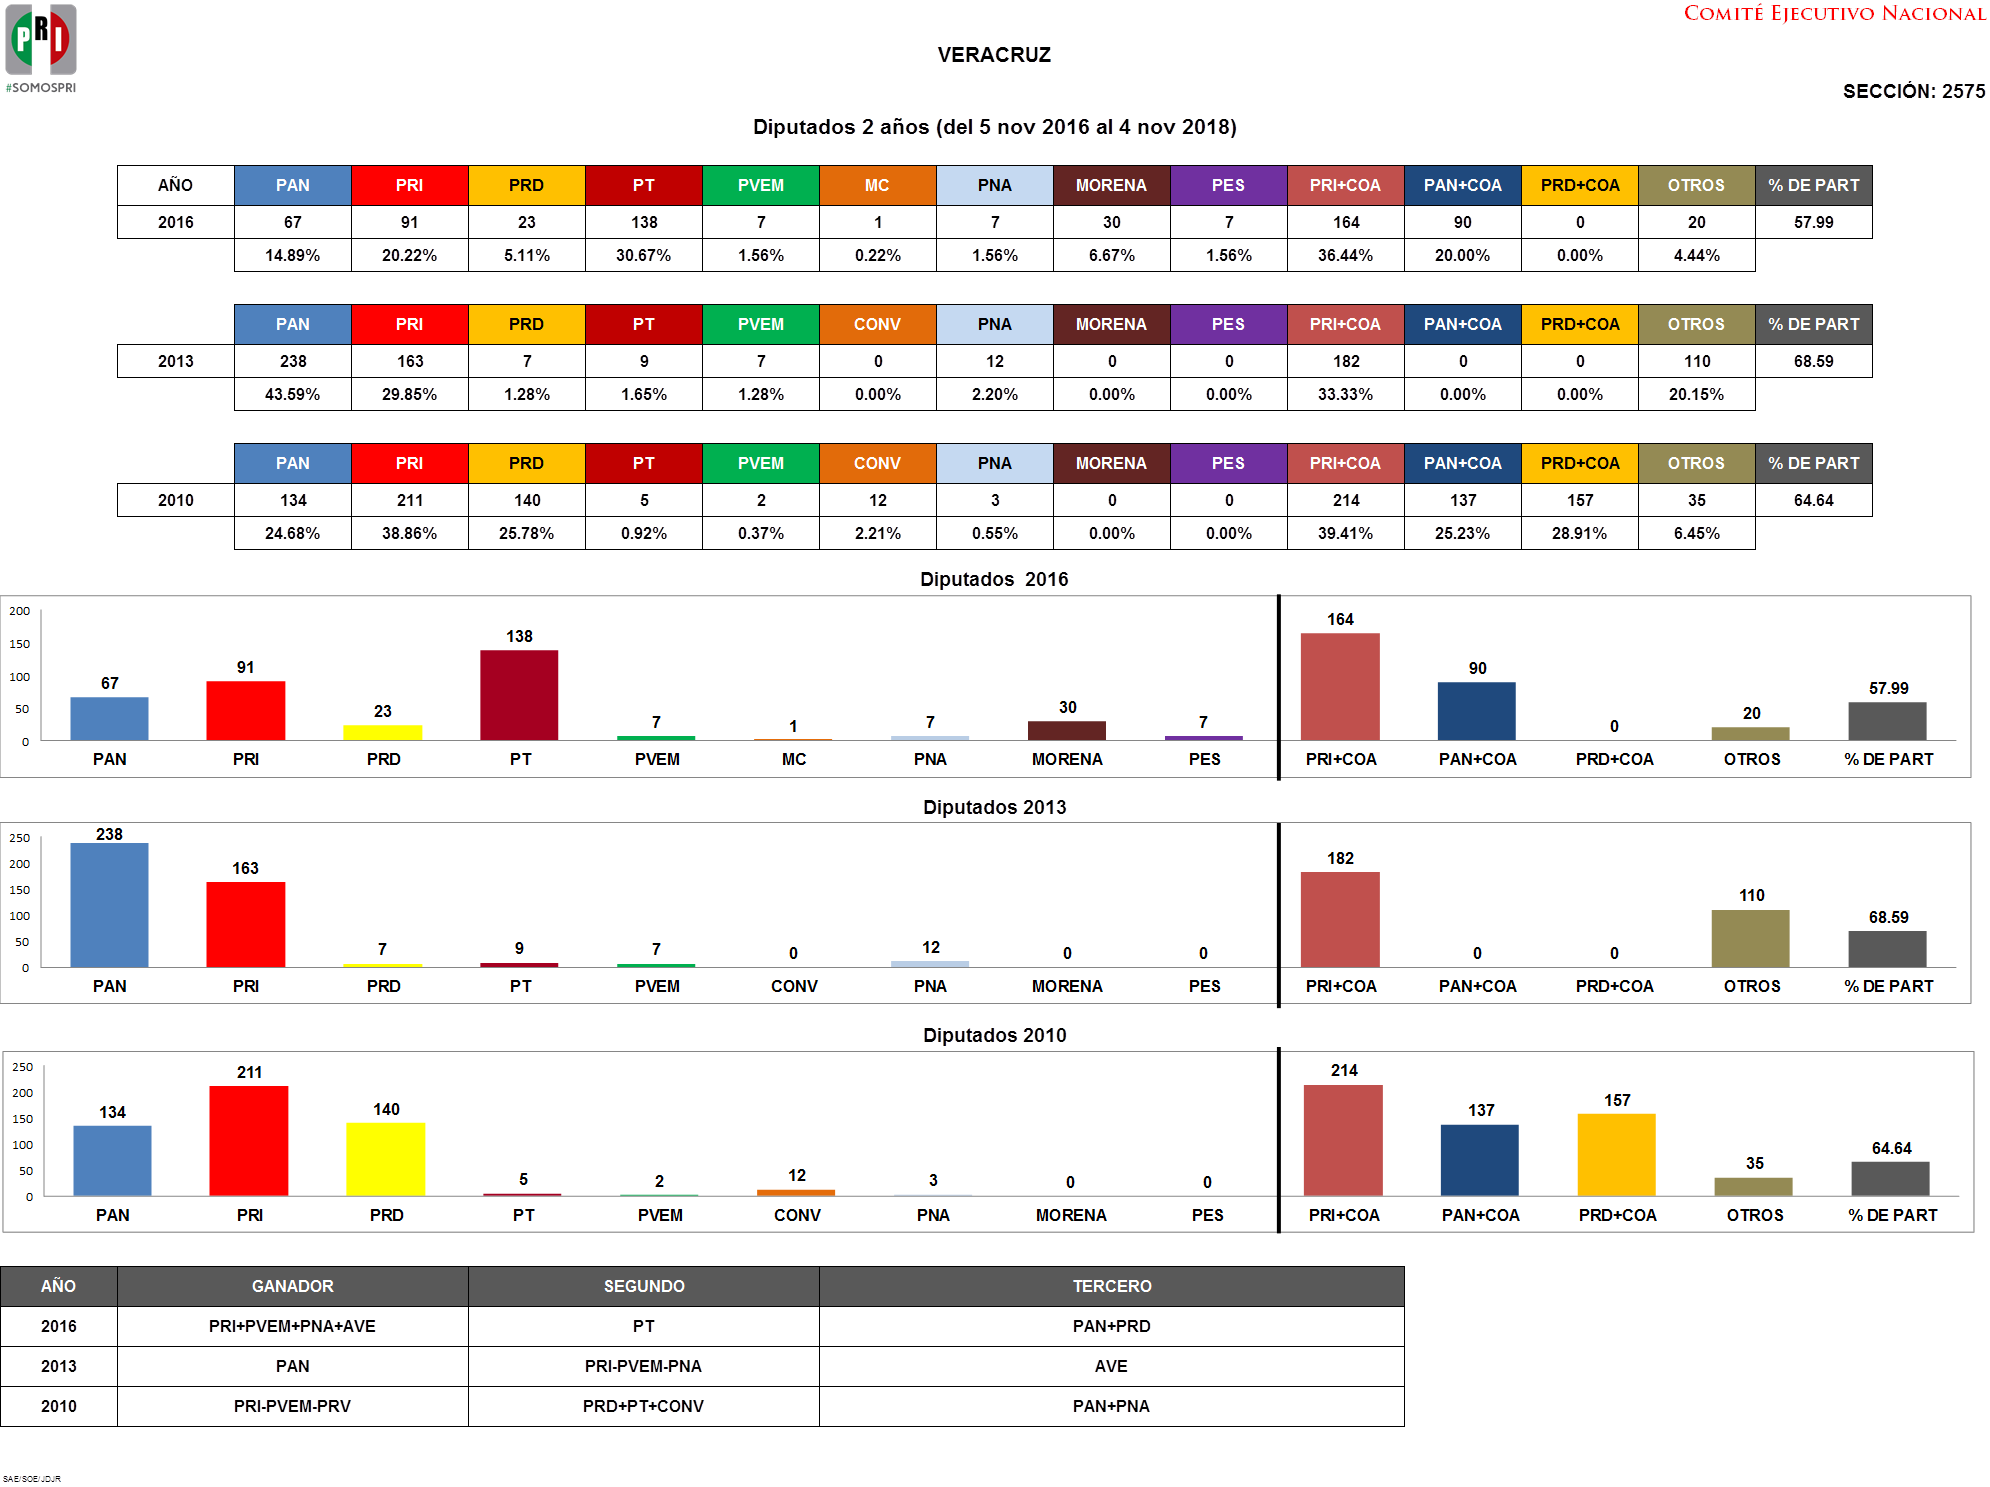 COMITÉ EJECUTIVO NACIONAL
PRI
#SOMOSPRI
VERACRUZ
SECCIÓN: 2575
Diputados 2 años (del 5 nov 2016 al 4 nov 2018)
AÑO PAN PRI PRD PT PVEM MC PNA MORENA PES PRI+COA PAN+COA PRD+COA OTROS % DE PART
2016 67 91 23 138 7 1 7 30 7 164 90 0 20 57.99
14.89% 20.22% 5.11% 30.67% 1.56% 0.22% 1.56% 6.67% 1.56% 36.44% 20.00% 0.00% 4.44%
PAN PRI PRD PT PVEM CONV PNA MORENA PES PRI+COA PAN+COA PRD+COA OTROS % DE PART
2013 238 163 7 9 7 0 12 0 0 182 0 0 110 68.59
43.59% 29.85% 1.28% 1.65% 1.28% 0.00% 2.20% 0.00% 0.00% 33.33% 0.00% 0.00% 20.15%
PAN PRI PRD PT PVEM CONV PNA MORENA PES PRI+COA PAN+COA PRD+COA OTROS % DE PART
2010 134 211 140 5 2 12 3 0 0 214 137 157 35 64.64
24.68% 38.86% 25.78% 0.92% 0.37% 2.21% 0.55% 0.00% 0.00% 39.41% 25.23% 28.91% 6.45%
Diputados 2016
200
150
100
50
0
67 91 23 138 7 1 7 30 7 164 90 0 20 57.99
PAN PRI PRD PT PVEM MC PNA MORENA PES PRI+COA PAN+COA PRD+COA OTROS % DE PART
Diputados 2013
250
200
150
100
50
0
238 163 7 9 7 0 12 0 0 182 0 0 110 68.59
PAN PRI PRD PT PVEM CONV PNA MORENA PES PRI+COA PAN+COA PRD+COA OTROS % DE PART
Diputados 2010
250
200
150
100
50
0
134 211 140 5 2 12 3 0 0 214 137 157 35 64.64
PAN PRI PRD PT PVEM CONV PNA MORENA PES PRI+COA PAN+COA PRD+COA OTROS % DE PART
AÑO GANADOR SEGUNDO TERCERO
2016 PRI+PVEM+PNA+AVE PT PAN+PRD
2013 PAN PRI-PVEM-PNA AVE
2010 PRI-PVEM-PRV PRD+PT+CONV PAN+PNA
SAE/SOE/JDJR